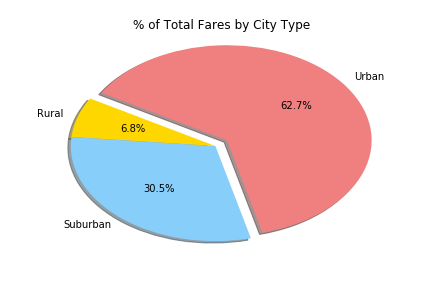 % of Total Fares by City Type
Urban
62.7%
Rural
6.8%
30.5%
Suburban